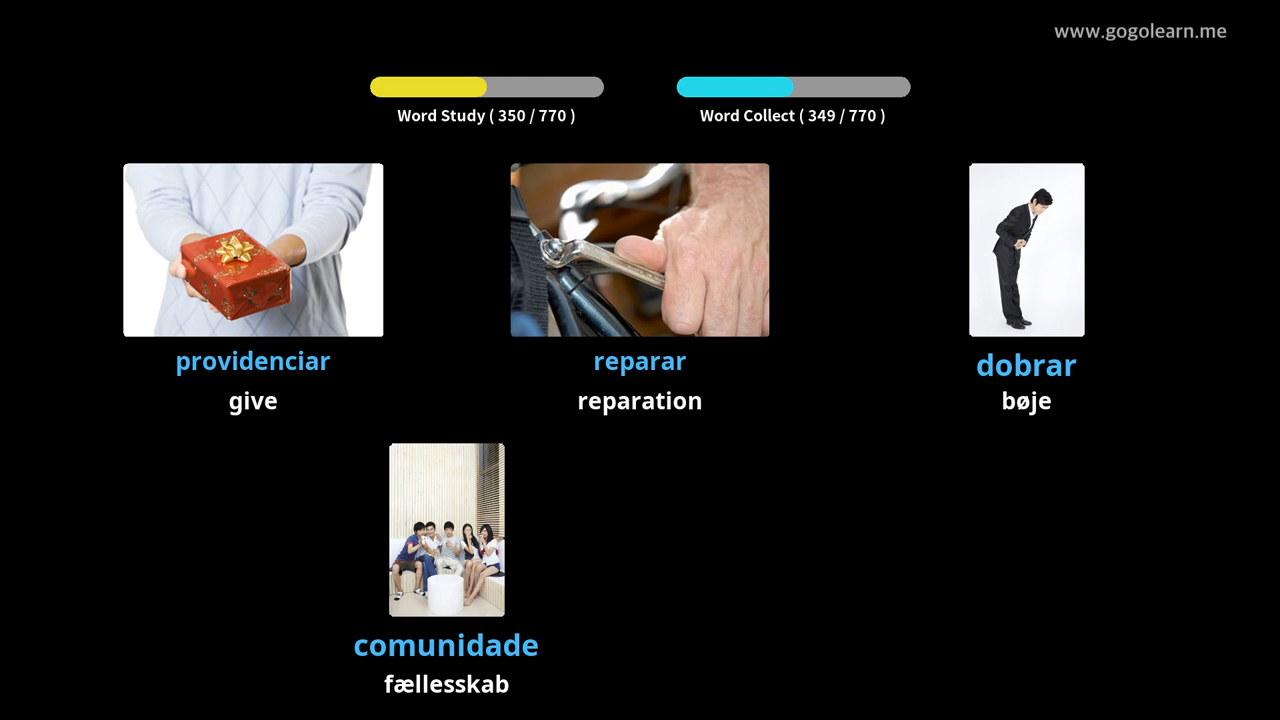 www.gogolearn.me
Word Study ( 350 / 770 )
Word Collect ( 349 / 770 )
providenciar
give
reparar
reparation
dobrar
bøje
comunidade
fællesskab